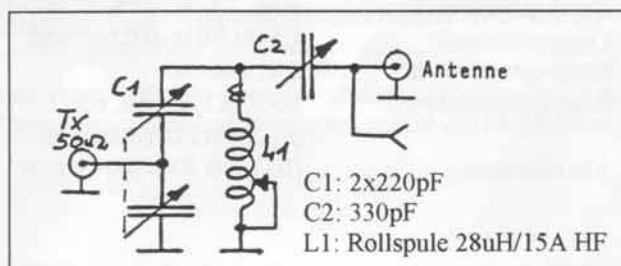 C2
Antenne
C1
Tx
50Ω
L1
C1: 2x220pF
C2: 330pF
L1: Rollspule 28uH/15A HF